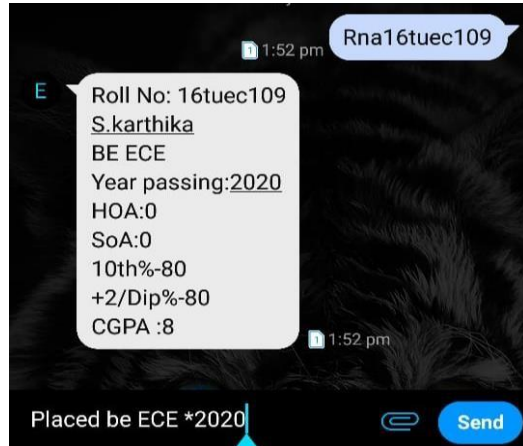 1:52 pm
Rna16tuec109
E
Roll No: 16tuec109
S.karthika
BE ECE
Year passing:2020
HOA:0
SoA:0
10th%-80
+2/Dip%-80
CGPA :8
1:52 pm
Placed be ECE *2020
Send